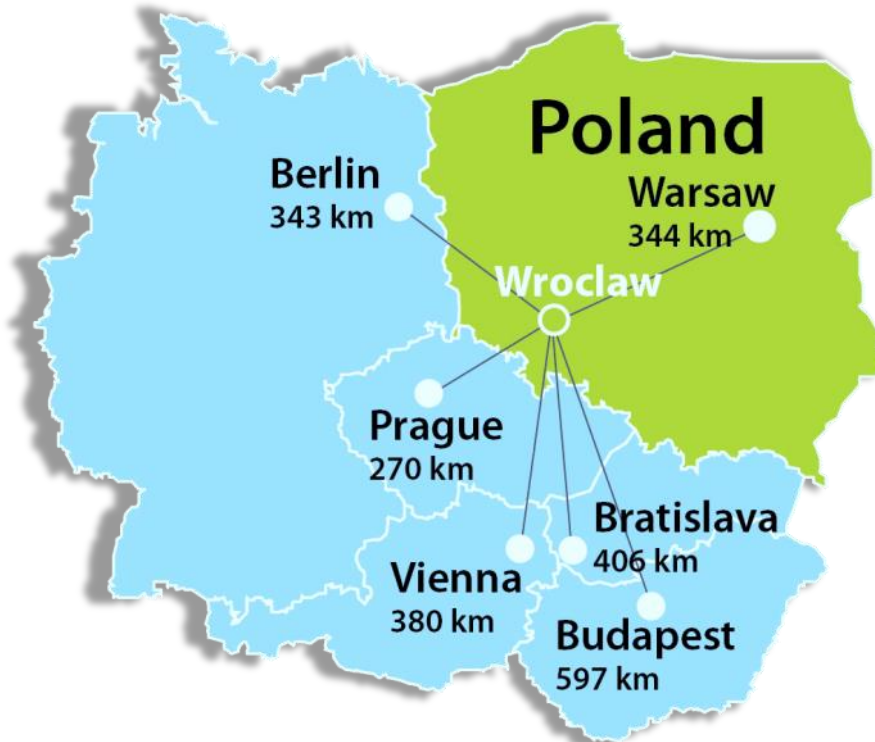 Poland
Berlin
343 km
Warsaw
344 km
Wroclaw
Prague
270 km
Bratislava
406 km
Vienna
380 km
Budapest
597 km